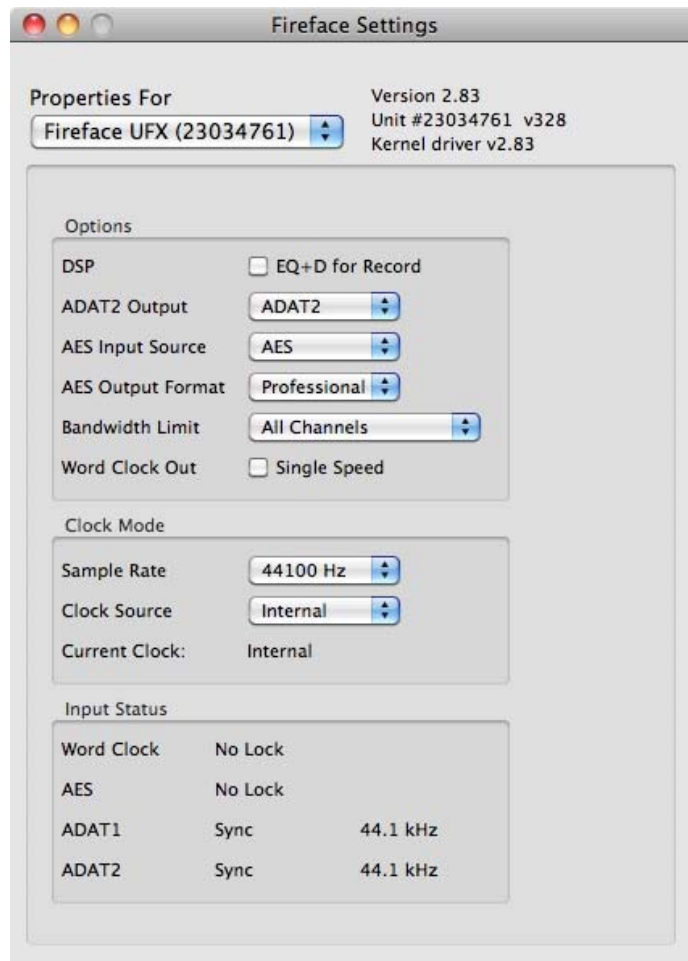 Fireface Settings
Properties For
Fireface UFX (23034761)
Version 2.83
Unit #23034761 v328
Kernel driver v2.83
Options
DSP EQ+D for Record
ADAT2 Output ADAT2
AES Input Source AES
AES Output Format Professional
Bandwidth Limit All Channels
Word Clock Out Single Speed
Clock Mode
Sample Rate 44100 Hz
Clock Source Internal
Current Clock: Internal
Input Status
Word Clock No Lock
AES No Lock
ADAT1 Sync 44.1 kHz
ADAT2 Sync 44.1 kHz